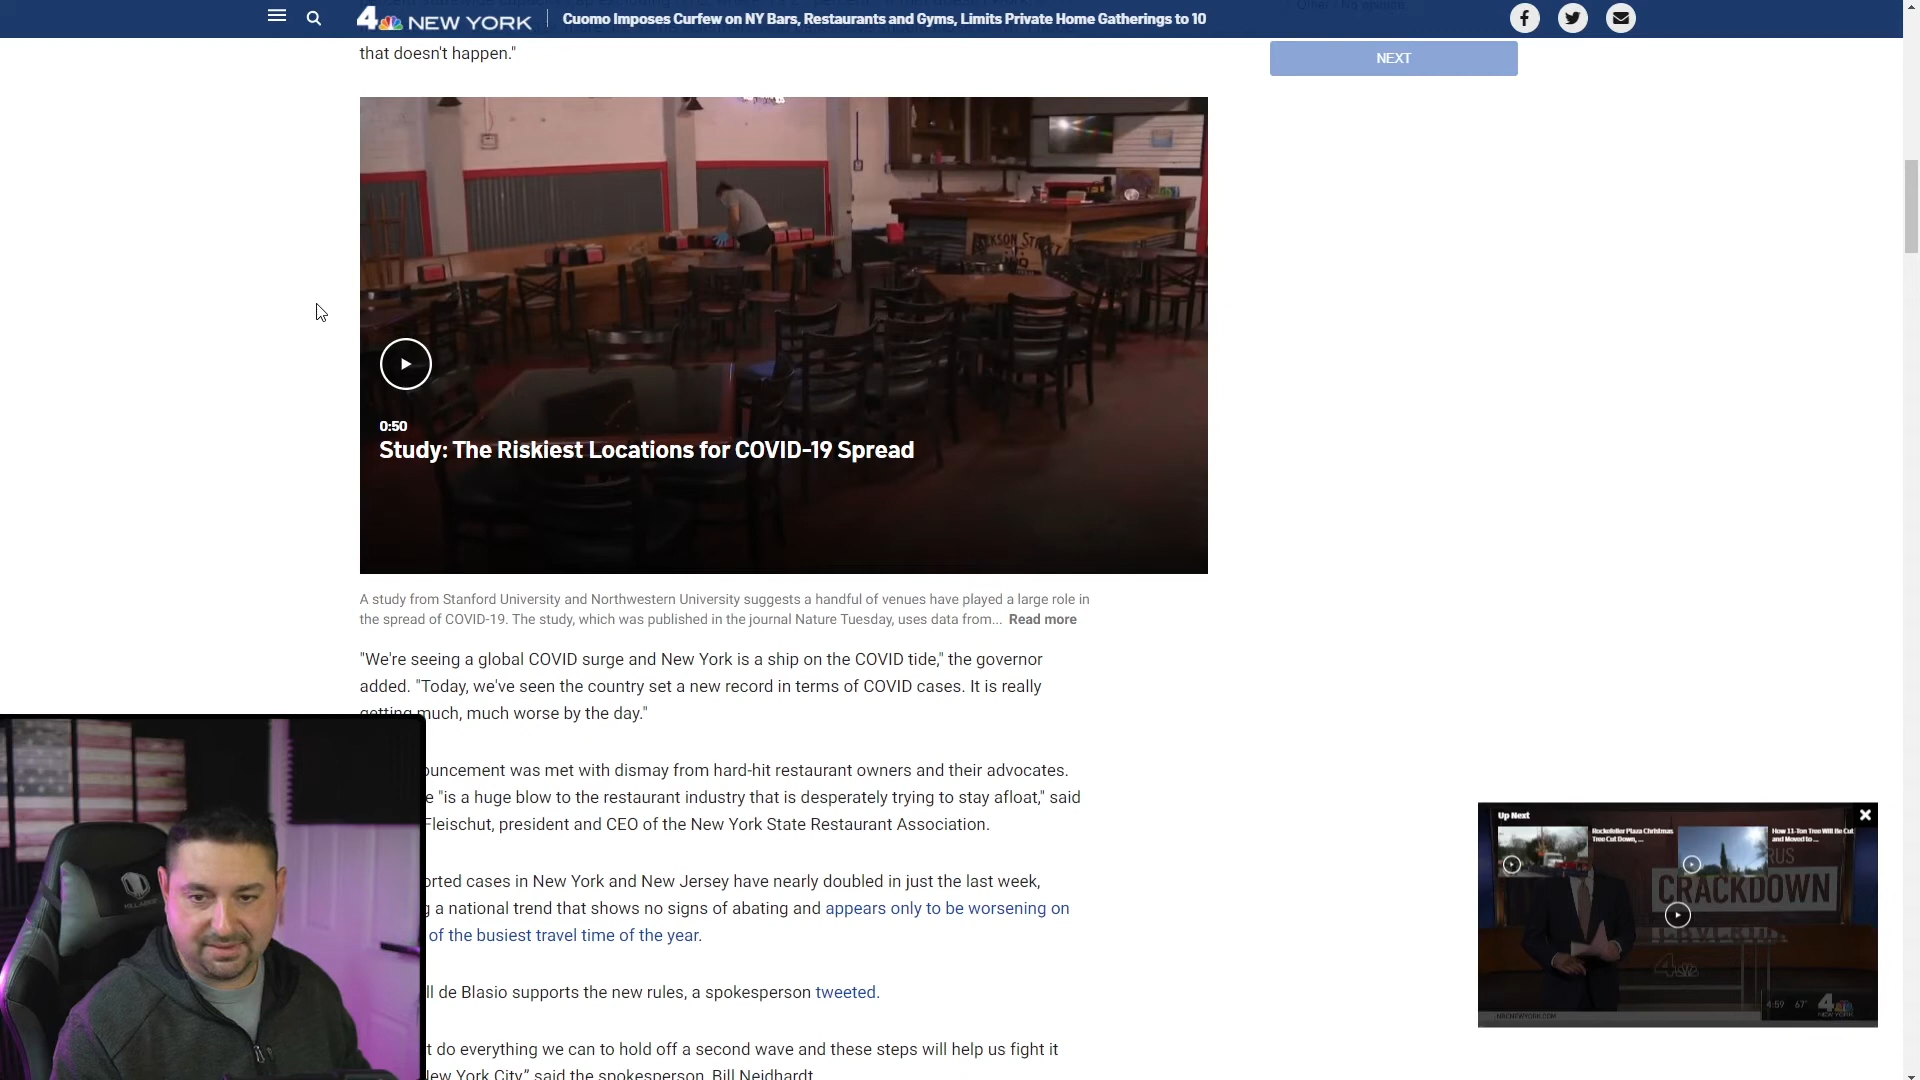 Other - No opinion
4 NEW YORK
Cuomo Imposes Curfew on NY Bars, Restaurants and Gyms, Limits Private Home Gatherings to 10
that doesn't happen."
NEXT
0:50
Study: The Riskiest Locations for COVID-19 Spread
A study from Stanford University and Northwestern University suggests a handful of venues have played a large role in
the spread of COVID-19. The study, which was published in the journal Nature Tuesday, uses data from... Read more
"We're seeing a global COVID surge and New York is a ship on the COVID tide," the governor
added. "Today, we've seen the country set a new record in terms of COVID cases. It is really
getting much, much worse by the day."
ouncement was met with dismay from hard-hit restaurant owners and their advocates.
e "is a huge blow to the restaurant industry that is desperately trying to stay afloat," said
Fleischut, president and CEO of the New York State Restaurant Association.
orted cases in New York and New Jersey have nearly doubled in just the last week,
g a national trend that shows no signs of abating and appears only to be worsening on
of the busiest travel time of the year.
ll de Blasio supports the new rules, a spokesperson tweeted.
t do everything we can to hold off a second wave and these steps will help us fight it
New York City," said the spokesperson, Bill Neidhardt.
Up Next
Rockefeller Plaza Christmas
Tree Cut Down, ...
How 11-Ton Tree Will Be Cut
and Moved to ...
RUS
CRACKDOWN
4:59 67°
4
NEW YORK
NBCNEWYORK.COM